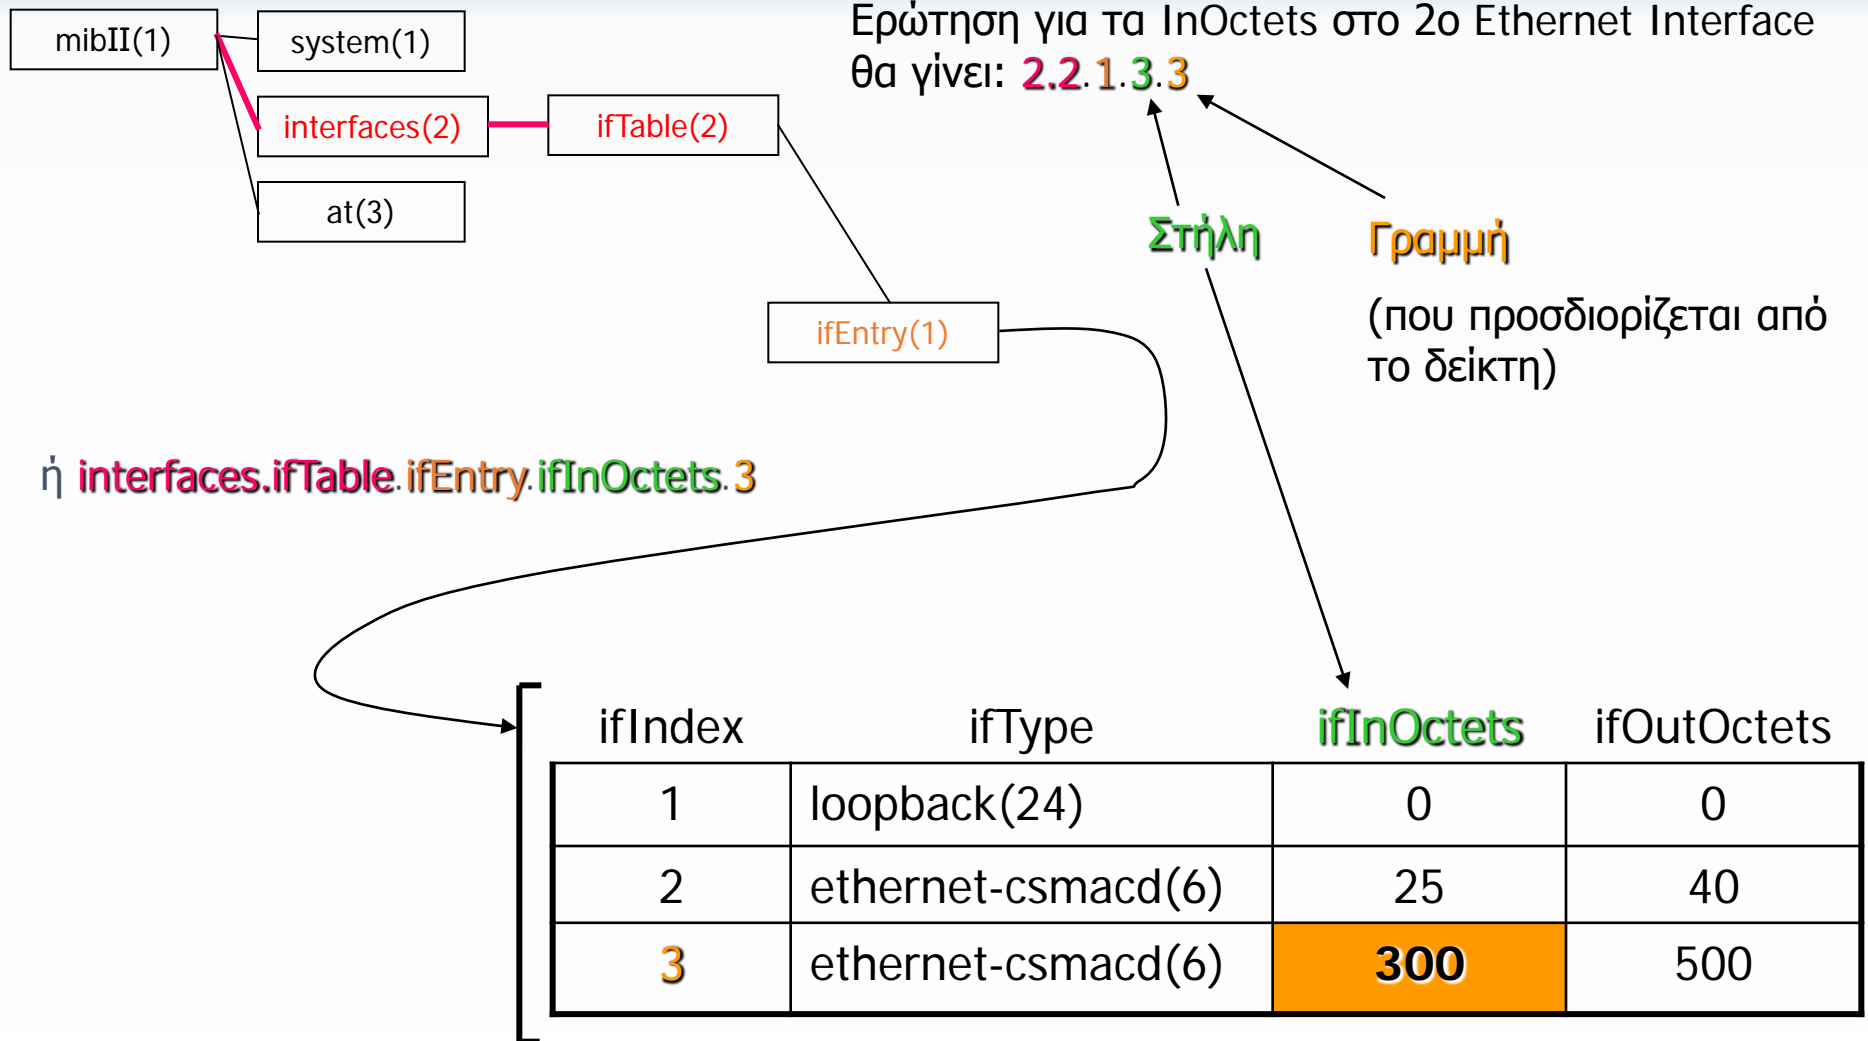 Ερώτηση για τα InOctets στο 2ο Ethernet Interface
θα γίνει: 2.2.1.3.3
mibII(1)
system(1)
interfaces(2)
ifTable(2)
at(3)
Στήλη
Γραμμή
(που προσδιορίζεται από
το δείκτη)
ifEntry(1)
ή interfaces.ifTable.ifEntry.ifInOctets.3
ifIndex ifType ifInOctets ifOutOctets
1 loopback(24) 0 0
2 ethernet-csmacd(6) 25 40
3 ethernet-csmacd(6) 300 500